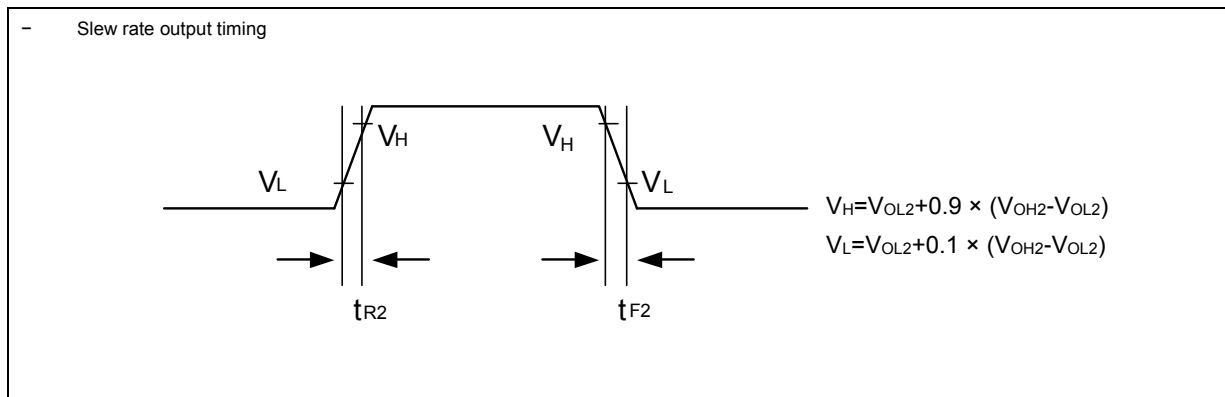 − Slew rate output timing
VH VH
VL VL
VH=VOL2+0.9 × (VOH2-VOL2)
VL=VOL2+0.1 × (VOH2-VOL2)
tR2 tF2